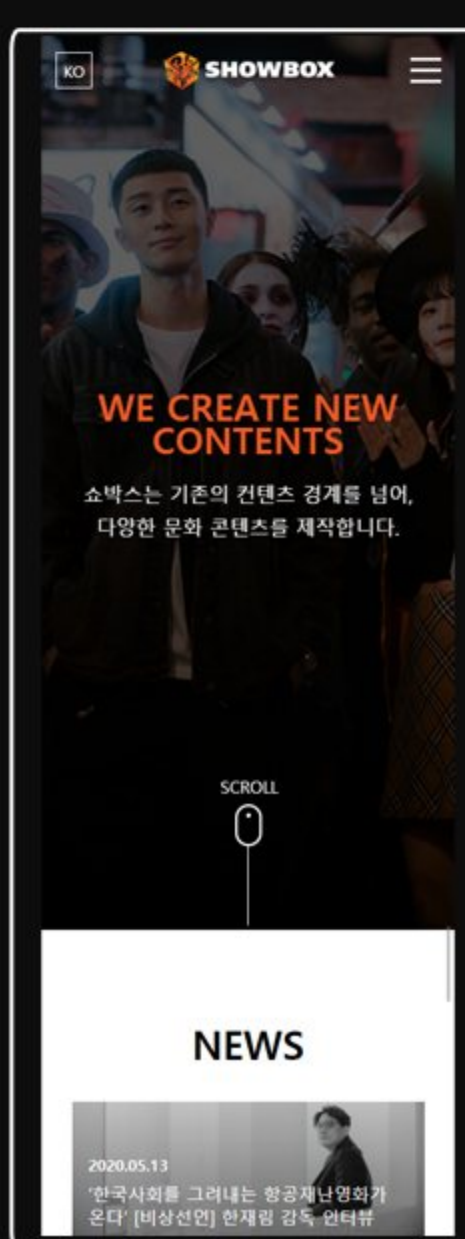 KO
SHOWBOX
WE CREATE NEW
CONTENTS
쇼박스는 기존의 컨텐츠 경계를 넘어,
다양한 문화 콘텐츠를 제작합니다.
SCROLL
NEWS
2020.05.13
'한국사회를 그려내는 항공재난영화가
온다' [비상선언] 한재림 감독 인터뷰